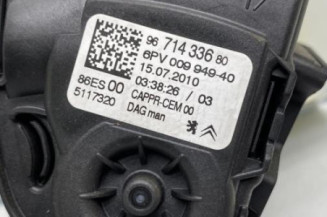 96 714 336 80
6PV 009 949-40
15.07.2010
03:38:26 / 03
86ES 00
CAPPR-CEM 00
5117320
DAG man